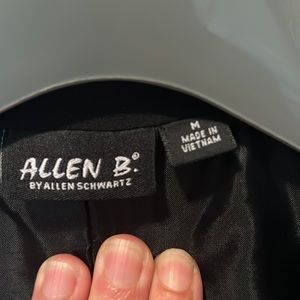 ALLEN B.®
BY ALLEN SCHWARTZ
M
MADE IN
VIETNAM